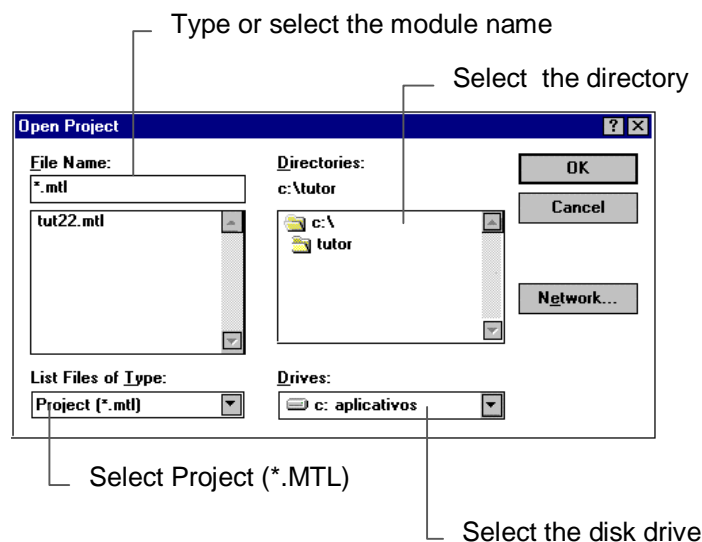 Type or select the module name
Select the directory
Open Project
File Name:
Directories:
OK
*.mtl
c:\tutor
Cancel
tut22.mtl
c:\
tutor
Network...
List Files of Type:
Drives:
Project (*.mtl)
c: aplicativos
Select Project (*.MTL)
Select the disk drive